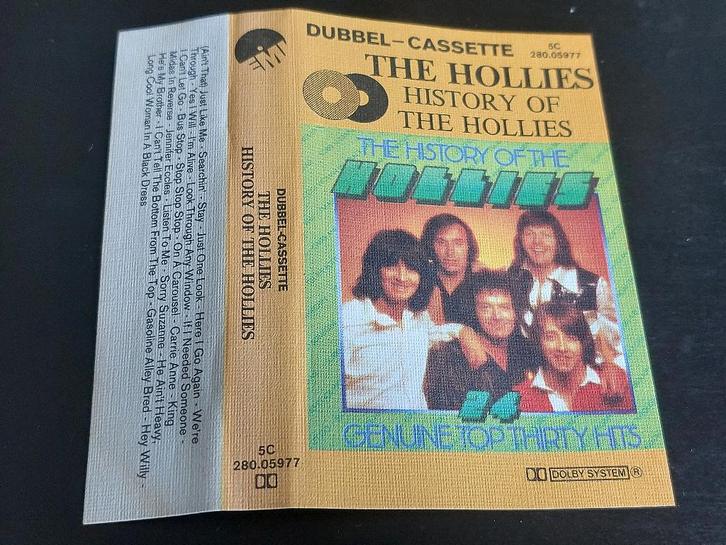 DUBBEL-CASSETTE
5C
280.05977
THE HOLLIES
HISTORY OF
THE HOLLIES
THE HISTORY OF THE
HOLLIES
24
GENUINE TOP THIRTY HITS
DOLBY SYSTEM ®
EMI
DUBBEL-CASSETTE
THE HOLLIES
HISTORY OF THE HOLLIES
5C
280.05977
(Ain't That) Just Like Me - Searchin' - Stay - Just One Look - Here I Go Again - We're
Through - Yes I Will - I'm Alive - Look Through Any Window - If I Needed Someone -
I Can't Let Go - Bus Stop - Stop Stop Stop - On A Carousel - Carrie Anne - King
Midas In Reverse - Jennifer Eccles - Listen To Me - Sorry Suzanne - He Ain't Heavy,
He's My Brother - I Can't Tell The Bottom From The Top - Gasoline Alley Bred - Hey Willy -
Long Cool Woman In A Black Dress